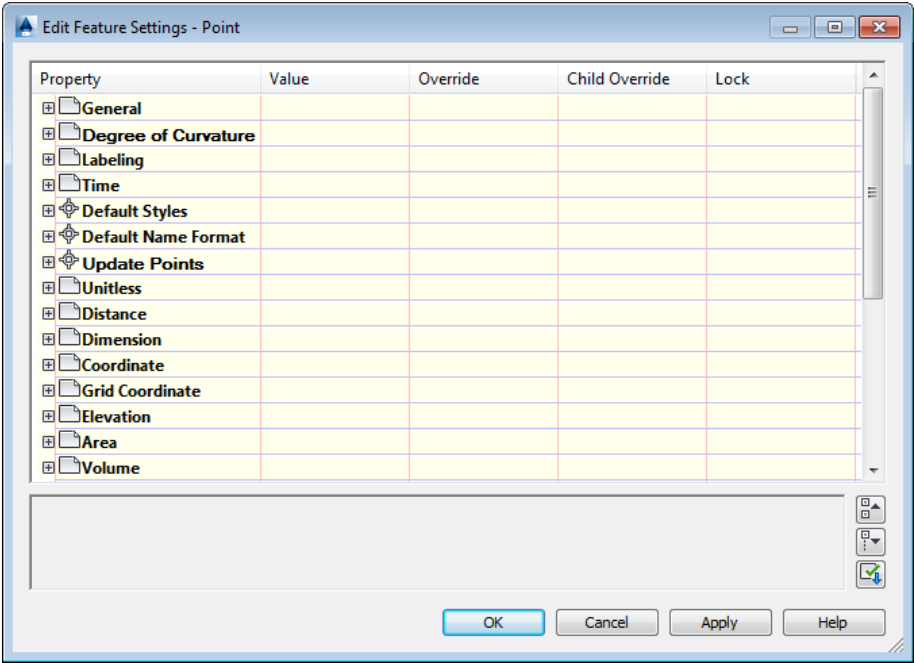 Edit Feature Settings - Point
Property Value Override Child Override Lock
General
Degree of Curvature
Labeling
Time
Default Styles
Default Name Format
Update Points
Unitless
Distance
Dimension
Coordinate
Grid Coordinate
Elevation
Area
Volume
OK Cancel Apply Help